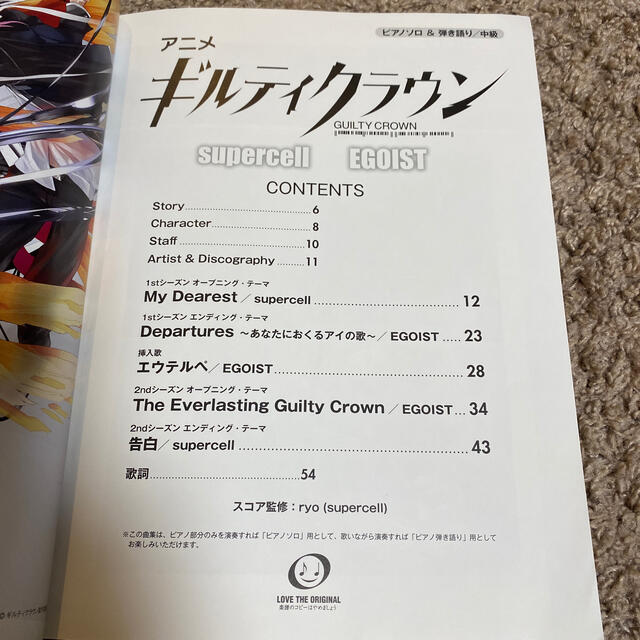 ピアノソロ & 弾き語り／中級
アニメ
ギルティクラウン
GUILTY CROWN
supercell EGOIST
CONTENTS
Story.................................6
Character..........................8
Staff.................................10
Artist & Discography............11
1stシーズン オープニング・テーマ
My Dearest／supercell..............................12
1stシーズン エンディング・テーマ
Departures 〜あなたにおくるアイの歌〜／EGOIST.....23
挿入歌
エウテルペ／EGOIST.......................................28
2ndシーズン オープニング・テーマ
The Everlasting Guilty Crown／EGOIST...34
2ndシーズン エンディング・テーマ
告白／supercell................................................43
歌詞......................................54
スコア監修：ryo (supercell)
※この曲集は、ピアノ部分のみを演奏すれば「ピアノソロ」用として、歌いながら演奏すれば「ピアノ弾き語り」用として
お楽しみいただけます。
LOVE THE ORIGINAL
楽譜のコピーはやめましょう